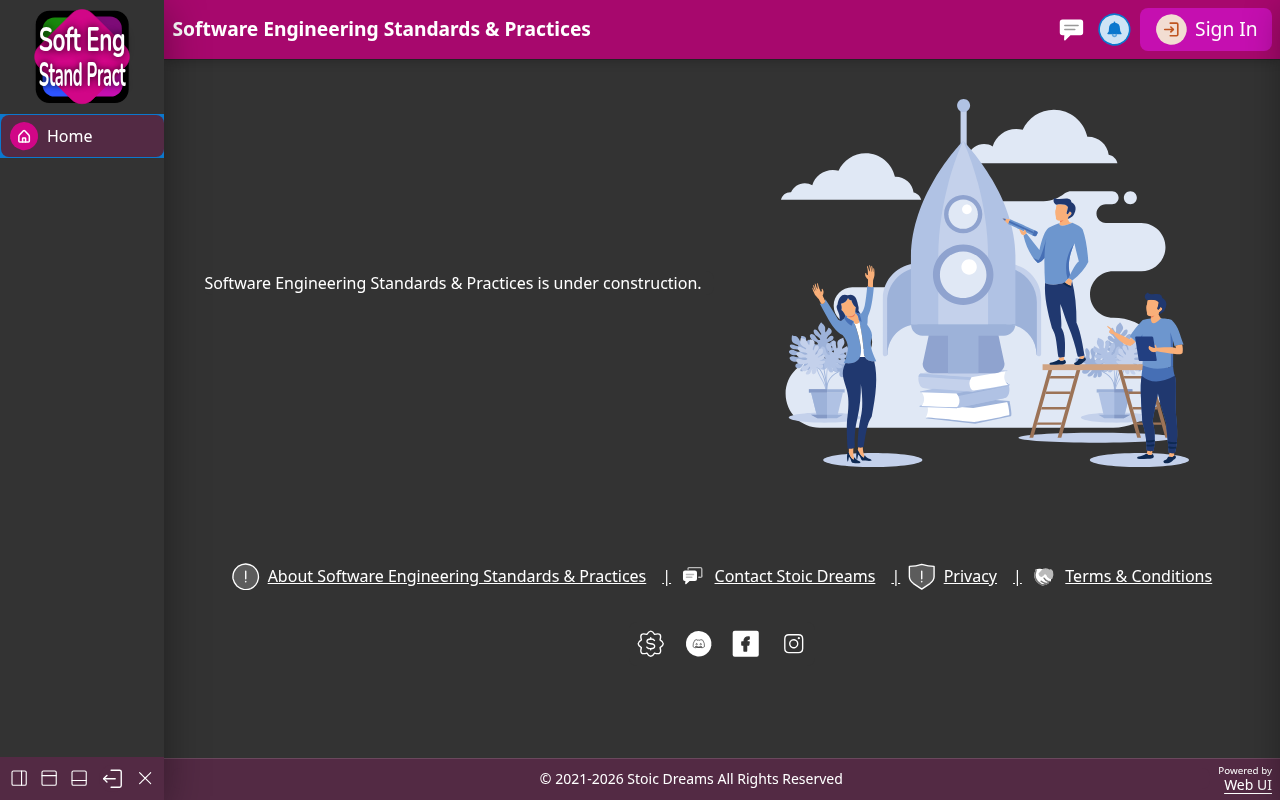 Soft Eng
Stand Pract
Software Engineering Standards & Practices
Sign In
Home
Software Engineering Standards & Practices is under construction.
About Software Engineering Standards & Practices | Contact Stoic Dreams | Privacy | Terms & Conditions
© 2021-2026 Stoic Dreams All Rights Reserved
Powered by
Web UI